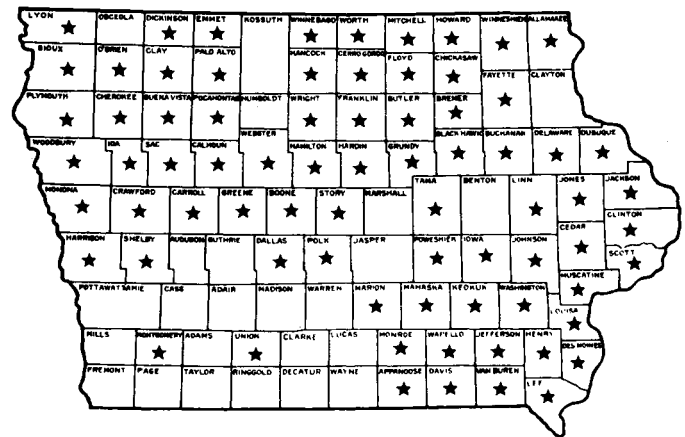 LYON OSCEOLA DICKINSON EMMET KOSSUTH WINNEBAGO WORTH MITCHELL HOWARD WINNESHIEK ALLAMAKEE
SIOUX O'BRIEN CLAY PALO ALTO HANCOCK CERRO GORDO FLOYD CHICKASAW
FAYETTE CLAYTON
PLYMOUTH CHEROKEE BUENA VISTA POCAHONTAS HUMBOLDT WRIGHT FRANKLIN BUTLER BREMER
WOODBURY IDA SAC CALHOUN WEBSTER HAMILTON HARDIN GRUNDY BLACK HAWK BUCHANAN DELAWARE DUBUQUE
MONONA CRAWFORD CARROLL GREENE BOONE STORY MARSHALL TAMA BENTON LINN JONES JACKSON
CLINTON
CEDAR
HARRISON SHELBY AUDUBON GUTHRIE DALLAS POLK JASPER POWESHIEK IOWA JOHNSON SCOTT
MUSCATINE
POTTAWATTAMIE CASS ADAIR MADISON WARREN MARION MAHASKA KEOKUK WASHINGTON
LOUISA
MILLS MONTGOMERY ADAMS UNION CLARKE LUCAS MONROE WAPELLO JEFFERSON HENRY DES MOINES
FREMONT PAGE TAYLOR RINGGOLD DECATUR WAYNE APPANOOSE DAVIS VAN BUREN LEE